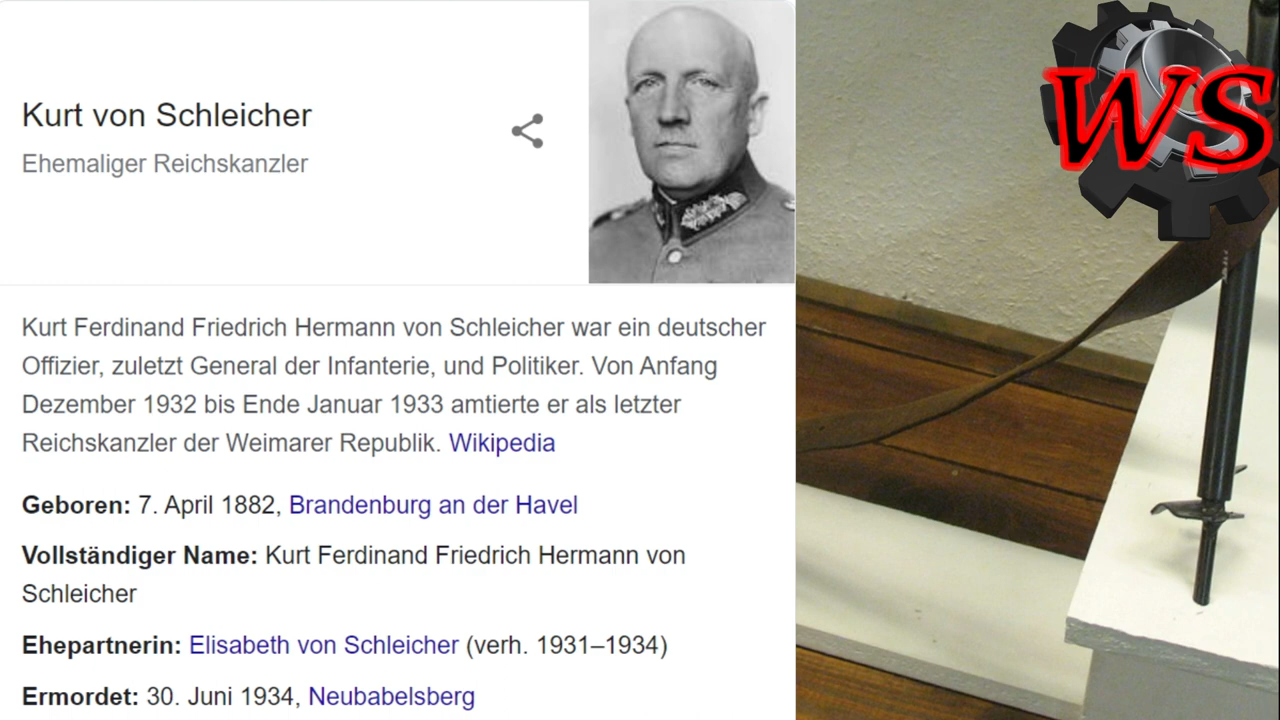 Kurt von Schleicher
Ehemaliger Reichskanzler
Kurt Ferdinand Friedrich Hermann von Schleicher war ein deutscher
Offizier, zuletzt General der Infanterie, und Politiker. Von Anfang
Dezember 1932 bis Ende Januar 1933 amtierte er als letzter
Reichskanzler der Weimarer Republik. Wikipedia
Geboren: 7. April 1882, Brandenburg an der Havel
Vollständiger Name: Kurt Ferdinand Friedrich Hermann von
Schleicher
Ehepartnerin: Elisabeth von Schleicher (verh. 1931–1934)
Ermordet: 30. Juni 1934, Neubabelsberg
WS